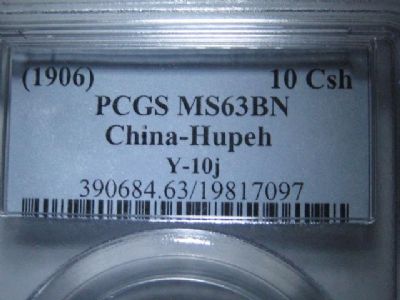 (1906) 10 Csh
PCGS MS63BN
China-Hupeh
Y-10j
390684.63/19817097